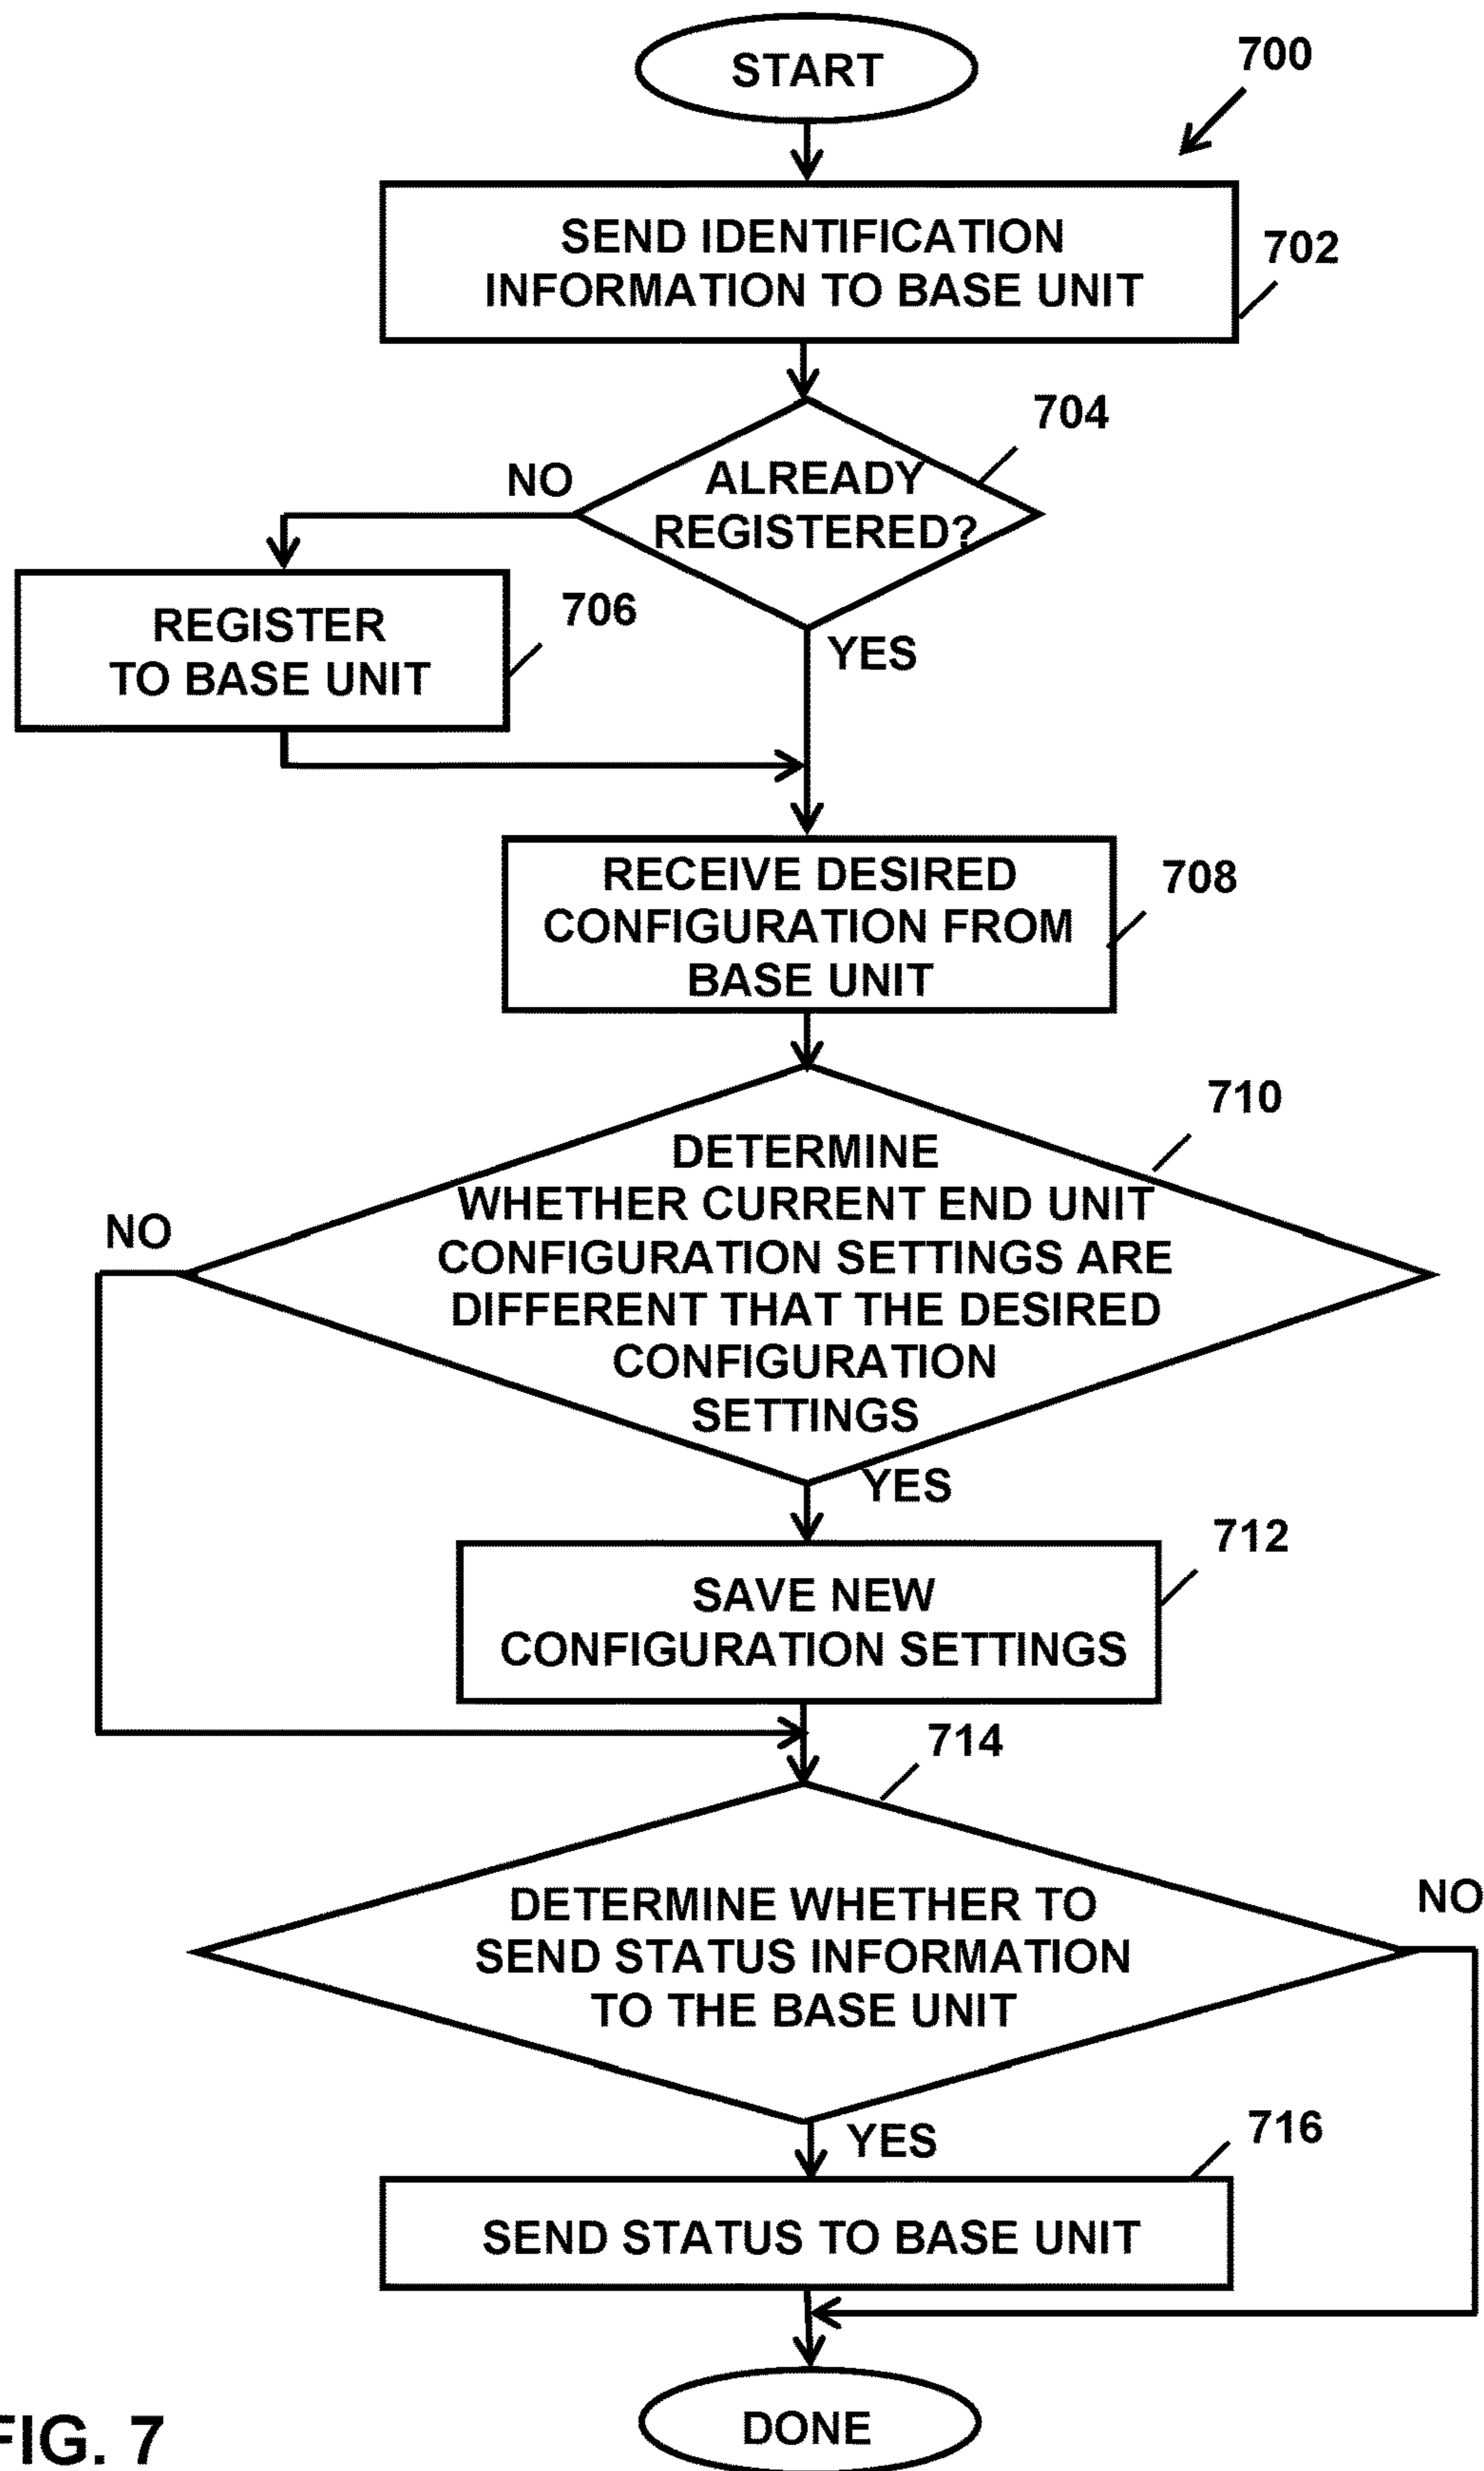 START
700
SEND IDENTIFICATION
INFORMATION TO BASE UNIT
702
704
ALREADY
REGISTERED?
NO
YES
REGISTER
TO BASE UNIT
706
RECEIVE DESIRED
CONFIGURATION FROM
BASE UNIT
708
710
DETERMINE
WHETHER CURRENT END UNIT
CONFIGURATION SETTINGS ARE
DIFFERENT THAT THE DESIRED
CONFIGURATION
SETTINGS
NO
YES
712
SAVE NEW
CONFIGURATION SETTINGS
714
DETERMINE WHETHER TO
SEND STATUS INFORMATION
TO THE BASE UNIT
NO
YES
716
SEND STATUS TO BASE UNIT
DONE
FIG. 7